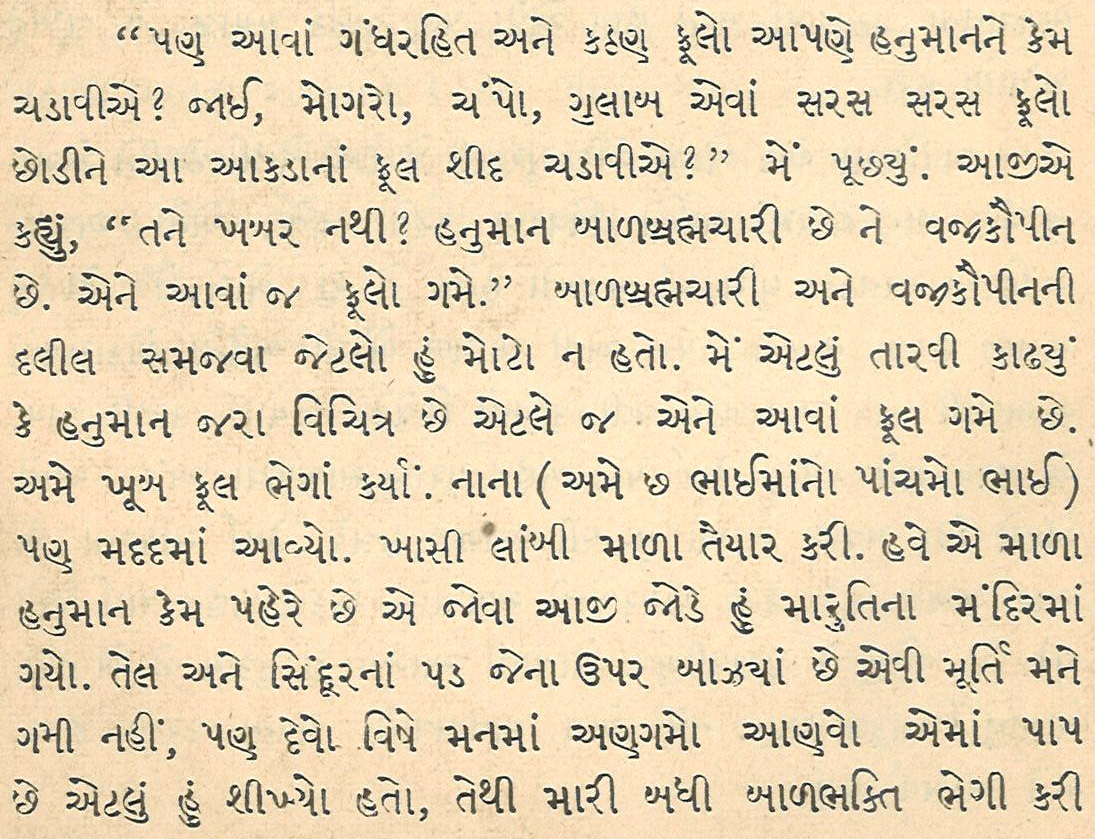 “પણ આવાં ગંધરહિત અને કઠણ ફૂલો આપણે હનુમાનને કેમ
ચડાવીએ? જાઈ, મોગરો, ચંપો, ગુલાબ એવાં સરસ સરસ ફૂલો
છોડીને આ આકડાનાં ફૂલ શીદ ચડાવીએ?” મેં પૂછ્યું. આજીએ
કહ્યું, “તને ખબર નથી? હનુમાન બાળબ્રહ્મચારી છે ને વજ્રકૌપીન
છે. એને આવાં જ ફૂલો ગમે.” બાળબ્રહ્મચારી અને વજ્રકૌપીનની
દલીલ સમજવા જેટલો હું મોટો ન હતો. મેં એટલું તારવી કાઢ્યું
કે હનુમાન જરા વિચિત્ર છે એટલે જ એને આવાં ફૂલ ગમે છે.
અમે ખૂબ ફૂલ ભેગાં કર્યાં. નાના (અમે છ ભાઈમાંનો પાંચમો ભાઈ)
પણ મદદમાં આવ્યો. ખાસી લાંબી માળા તૈયાર કરી. હવે એ માળા
હનુમાન કેમ પહેરે છે એ જોવા આજી જોડે હું મારુતિના મંદિરમાં
ગયો. તેલ અને સિંદૂરનાં પડ જેના ઉપર બાઝ્યાં છે એવી મૂર્તિ મને
ગમી નહીં, પણ દેવો વિષે મનમાં અણગમો આણવો એમાં પાપ
છે એટલું હું શીખ્યો હતો, તેથી મારી બધી બાળભક્તિ ભેગી કરી